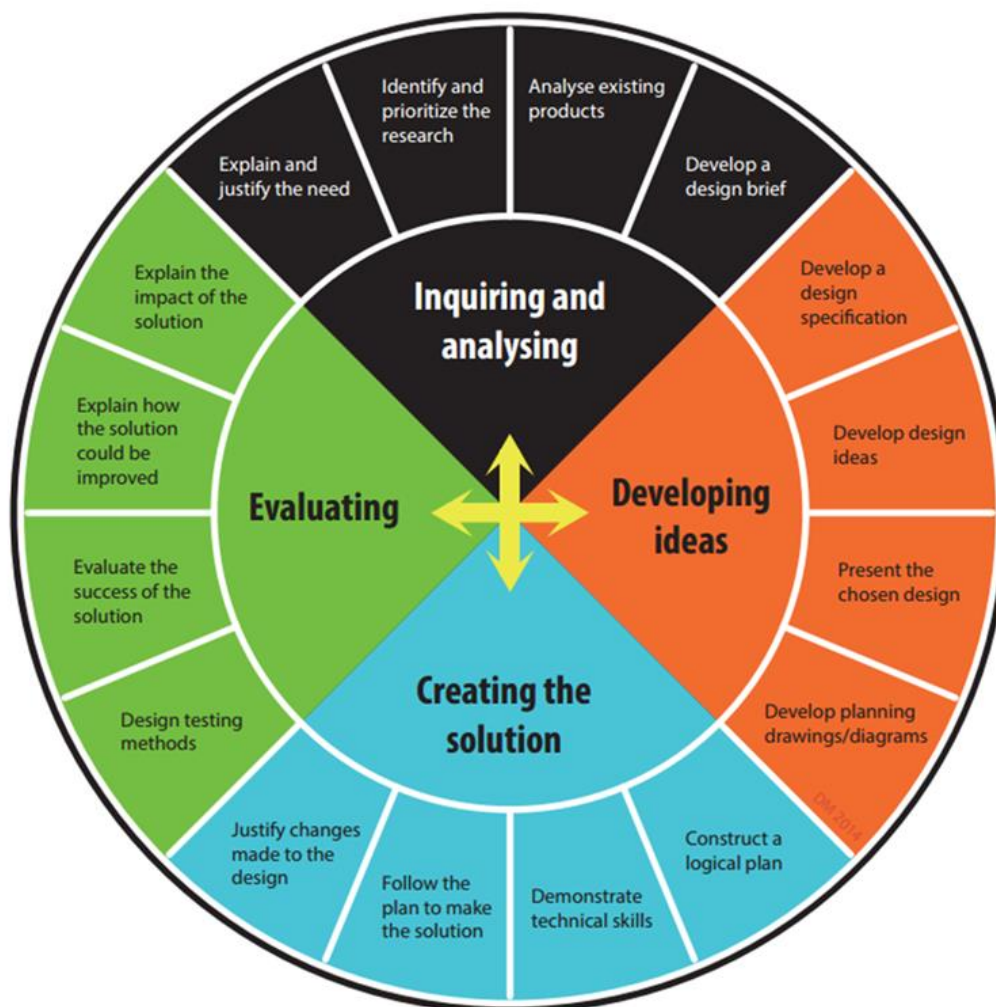 Inquiring and
analysing
Explain and
justify the need
Identify and
prioritize the
research
Analyse existing
products
Develop a
design brief
Developing
ideas
Develop a
design
specification
Develop design
ideas
Present the
chosen design
Develop planning
drawings/diagrams
DM 2014
Creating the
solution
Construct a
logical plan
Demonstrate
technical skills
Follow the
plan to make
the solution
Justify changes
made to the
design
Evaluating
Design testing
methods
Evaluate the
success of the
solution
Explain how
the solution
could be
improved
Explain the
impact of the
solution